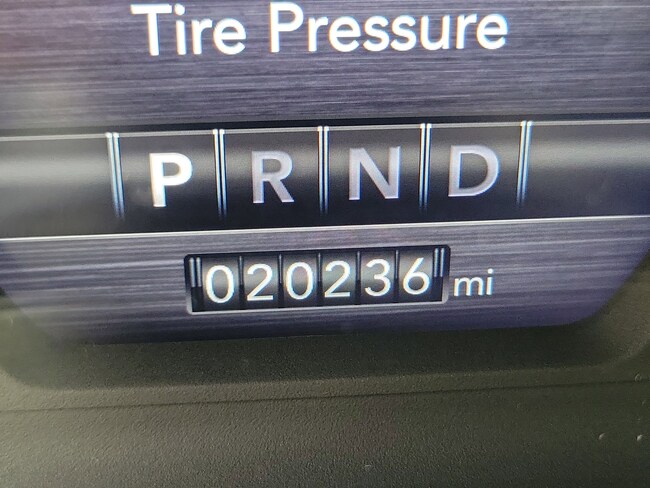 Tire Pressure
P R N D
020236 mi